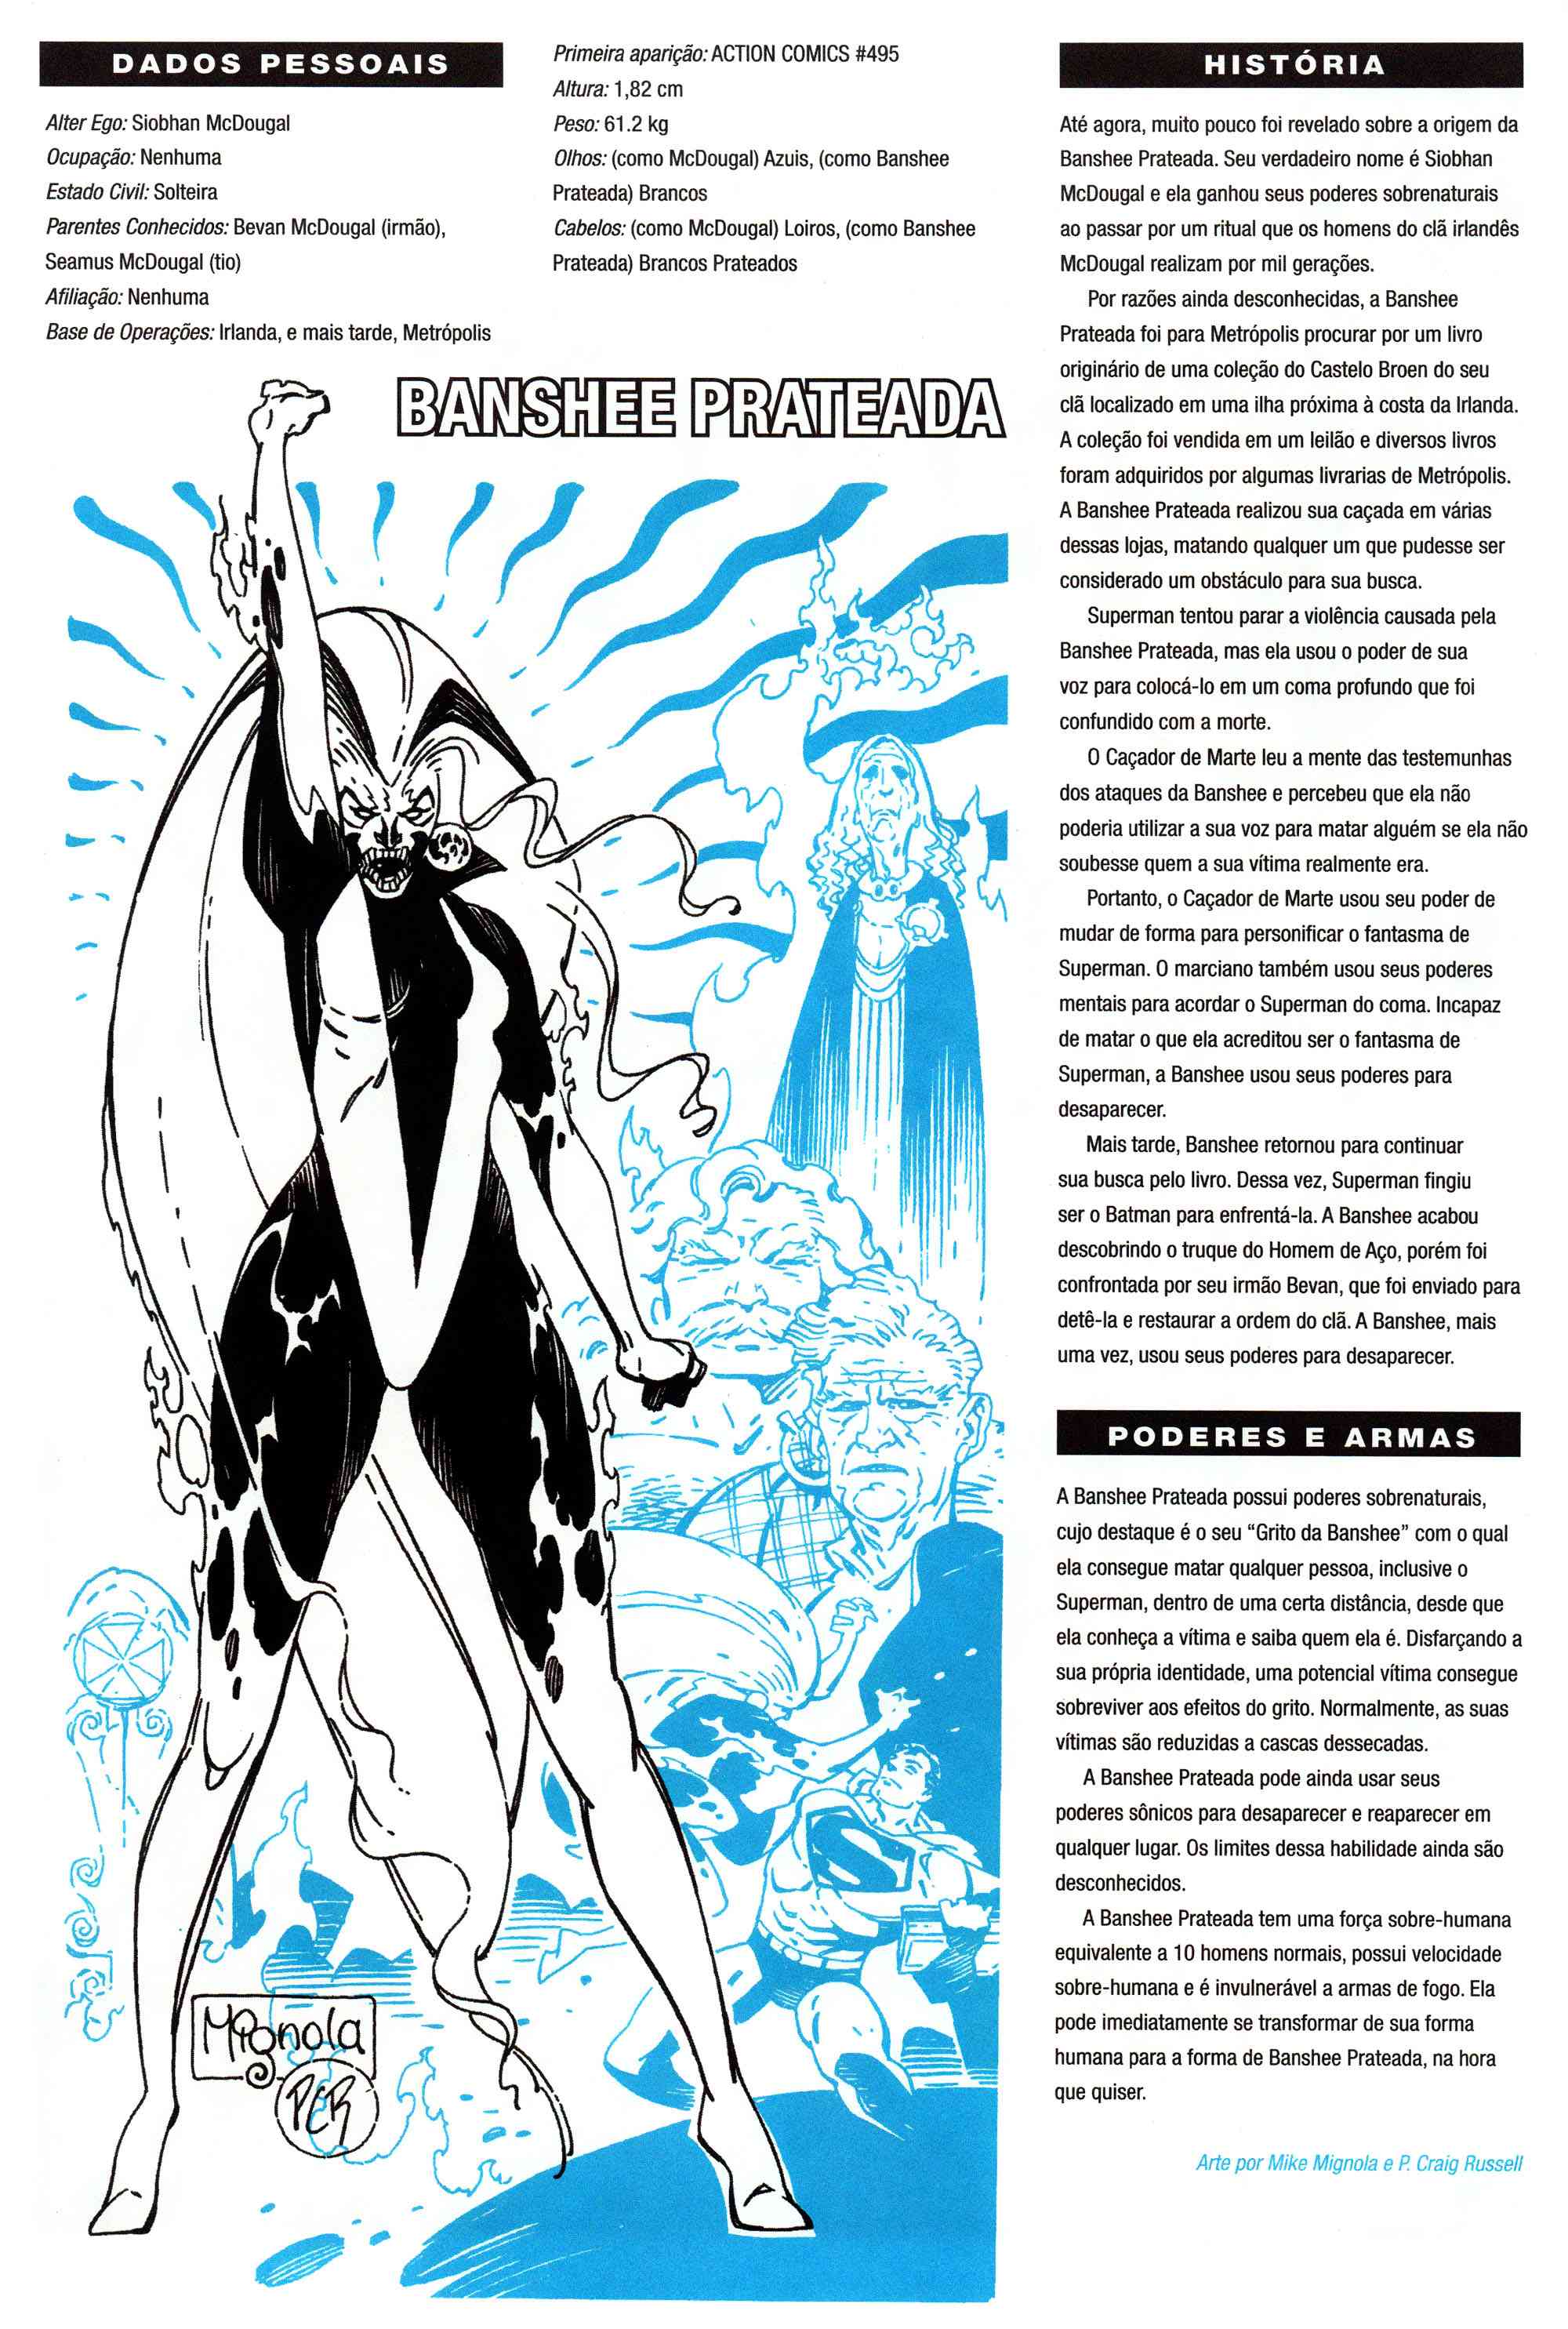 DADOS PESSOAIS
Alter Ego: Siobhan McDougal
Ocupação: Nenhuma
Estado Civil: Solteira
Parentes Conhecidos: Bevan McDougal (irmão),
Seamus McDougal (tio)
Afiliação: Nenhuma
Base de Operações: Irlanda, e mais tarde, Metrópolis
Primeira aparição: ACTION COMICS #495
Altura: 1,82 cm
Peso: 61.2 kg
Olhos: (como McDougal) Azuis, (como Banshee
Prateada) Brancos
Cabelos: (como McDougal) Loiros, (como Banshee
Prateada) Brancos Prateados
BANSHEE PRATEADA
Mignola
PCR
HISTÓRIA
Até agora, muito pouco foi revelado sobre a origem da
Banshee Prateada. Seu verdadeiro nome é Siobhan
McDougal e ela ganhou seus poderes sobrenaturais
ao passar por um ritual que os homens do clã irlandês
McDougal realizam por mil gerações.
Por razões ainda desconhecidas, a Banshee
Prateada foi para Metrópolis procurar por um livro
originário de uma coleção do Castelo Broen do seu
clã localizado em uma ilha próxima à costa da Irlanda.
A coleção foi vendida em um leilão e diversos livros
foram adquiridos por algumas livrarias de Metrópolis.
A Banshee Prateada realizou sua caçada em várias
dessas lojas, matando qualquer um que pudesse ser
considerado um obstáculo para sua busca.
Superman tentou parar a violência causada pela
Banshee Prateada, mas ela usou o poder de sua
voz para colocá-lo em um coma profundo que foi
confundido com a morte.
O Caçador de Marte leu a mente das testemunhas
dos ataques da Banshee e percebeu que ela não
poderia utilizar a sua voz para matar alguém se ela não
soubesse quem a sua vítima realmente era.
Portanto, o Caçador de Marte usou seu poder de
mudar de forma para personificar o fantasma de
Superman. O marciano também usou seus poderes
mentais para acordar o Superman do coma. Incapaz
de matar o que ela acreditou ser o fantasma de
Superman, a Banshee usou seus poderes para
desaparecer.
Mais tarde, Banshee retornou para continuar
sua busca pelo livro. Dessa vez, Superman fingiu
ser o Batman para enfrentá-la. A Banshee acabou
descobrindo o truque do Homem de Aço, porém foi
confrontada por seu irmão Bevan, que foi enviado para
detê-la e restaurar a ordem do clã. A Banshee, mais
uma vez, usou seus poderes para desaparecer.
PODERES E ARMAS
A Banshee Prateada possui poderes sobrenaturais,
cujo destaque é o seu “Grito da Banshee” com o qual
ela consegue matar qualquer pessoa, inclusive o
Superman, dentro de uma certa distância, desde que
ela conheça a vítima e saiba quem ela é. Disfarçando a
sua própria identidade, uma potencial vítima consegue
sobreviver aos efeitos do grito. Normalmente, as suas
vítimas são reduzidas a cascas dessecadas.
A Banshee Prateada pode ainda usar seus
poderes sônicos para desaparecer e reaparecer em
qualquer lugar. Os limites dessa habilidade ainda são
desconhecidos.
A Banshee Prateada tem uma força sobre-humana
equivalente a 10 homens normais, possui velocidade
sobre-humana e é invulnerável a armas de fogo. Ela
pode imediatamente se transformar de sua forma
humana para a forma de Banshee Prateada, na hora
que quiser.
Arte por Mike Mignola e P. Craig Russell